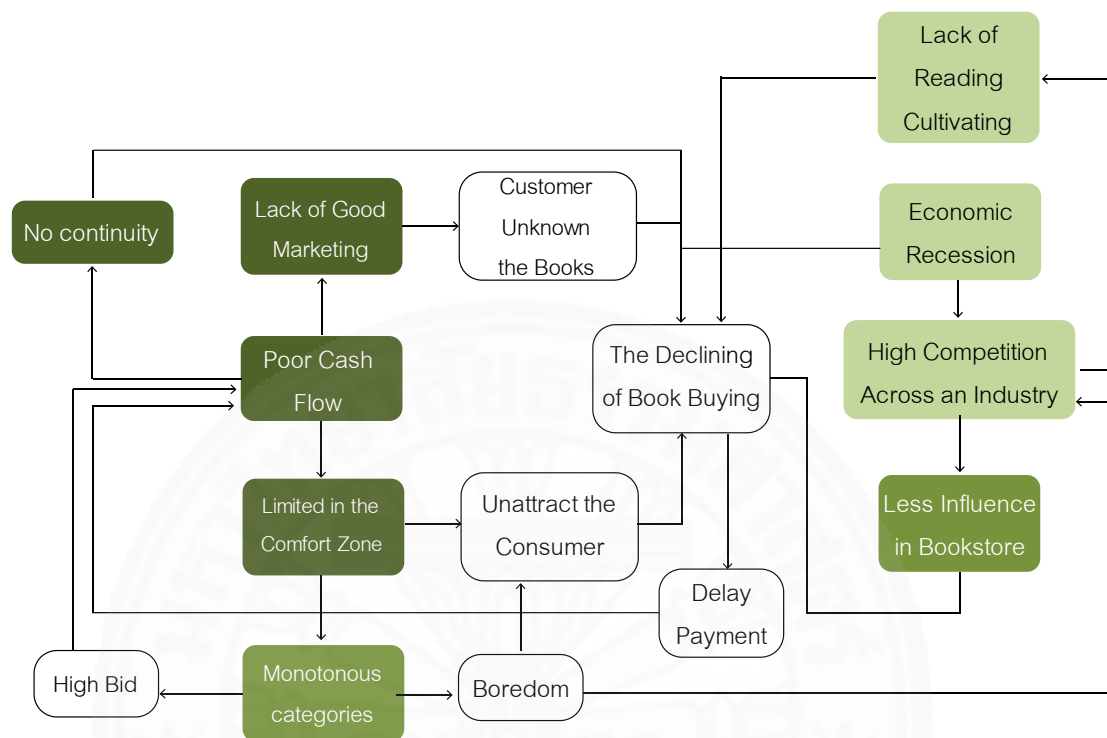 Lack of
Reading
Cultivating
No continuity
Lack of Good
Marketing
Customer
Unknown
the Books
Economic
Recession
Poor Cash
Flow
The Declining
of Book Buying
High Competition
Across an Industry
Limited in the
Comfort Zone
Unattract the
Consumer
Less Influence
in Bookstore
Delay
Payment
High Bid
Monotonous
categories
Boredom